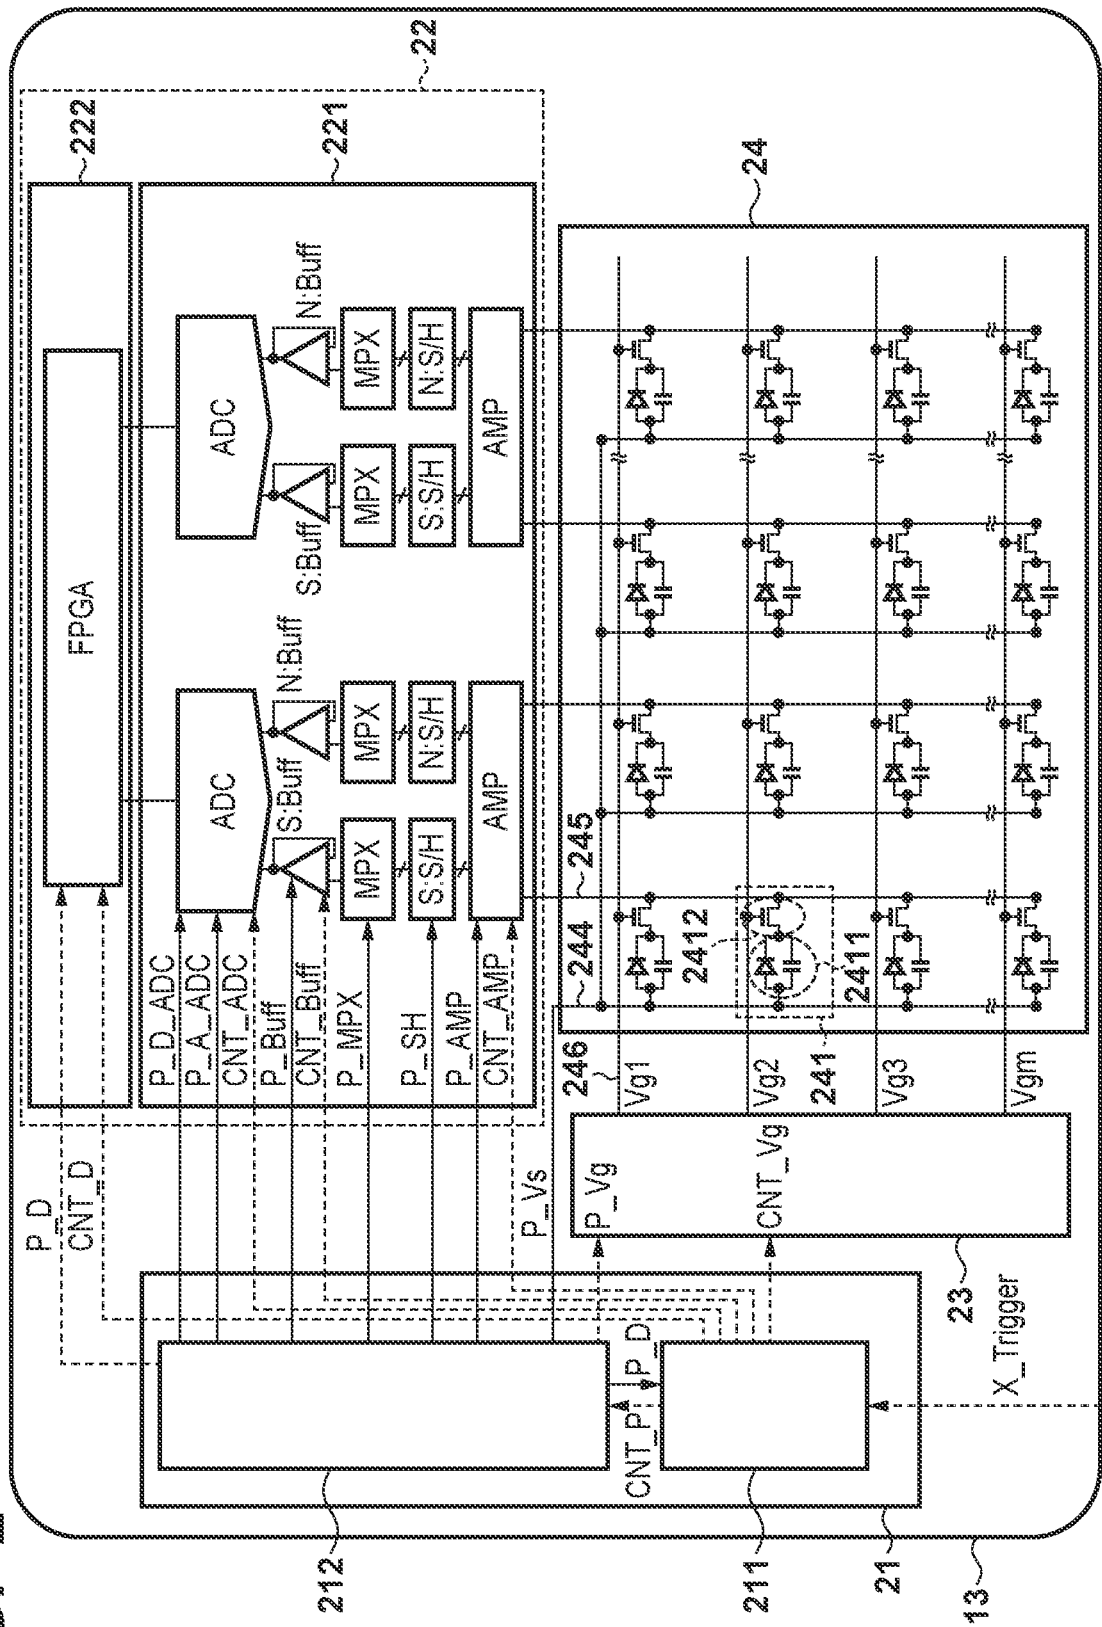 22
222
221
FPGA
ADC
ADC
S:Buff
N:Buff
S:Buff
N:Buff
MPX
MPX
MPX
MPX
S:S/H
N:S/H
S:S/H
N:S/H
AMP
AMP
P_D
CNT_D
P_D_ADC
P_A_ADC
CNT_ADC
P_Buff
CNT_Buff
P_MPX
P_SH
P_AMP
CNT_AMP
P_Vs
212
CNT_P
P_D
211
21
13
X_Trigger
23
P_Vg
CNT_Vg
246
Vg1
Vg2
Vg3
Vgm
244
245
24
2412
2411
241